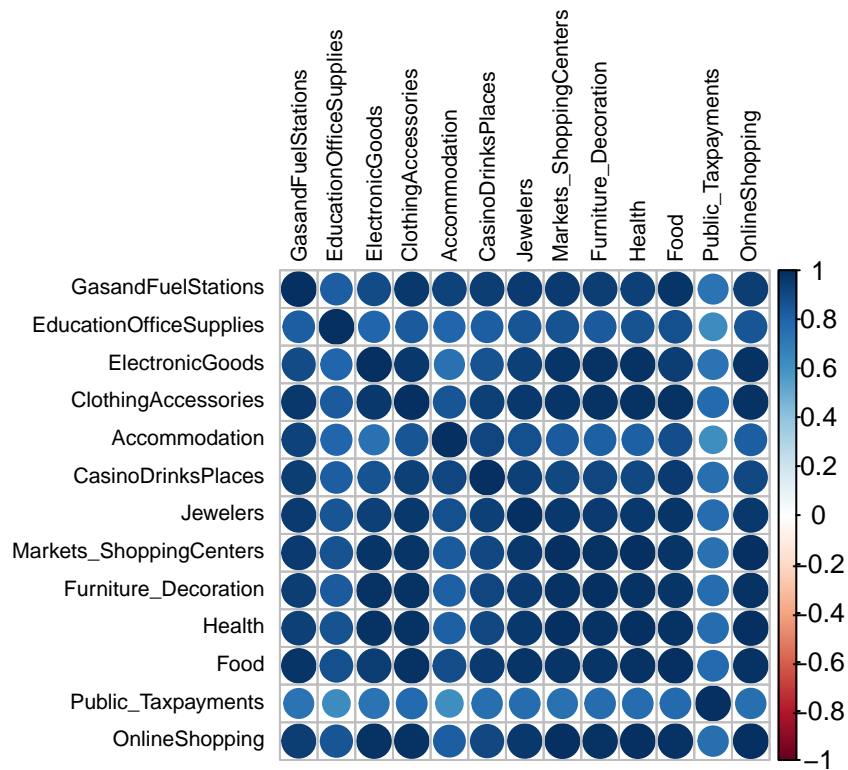 GasandFuelStations
EducationOfficeSupplies
ElectronicGoods
ClothingAccessories
Accommodation
CasinoDrinksPlaces
Jewelers
Markets_ShoppingCenters
Furniture_Decoration
Health
Food
Public_Taxpayments
OnlineShopping
GasandFuelStations
EducationOfficeSupplies
ElectronicGoods
ClothingAccessories
Accommodation
CasinoDrinksPlaces
Jewelers
Markets_ShoppingCenters
Furniture_Decoration
Health
Food
Public_Taxpayments
OnlineShopping
1
0.8
0.6
0.4
0.2
0
−0.2
−0.4
−0.6
−0.8
−1